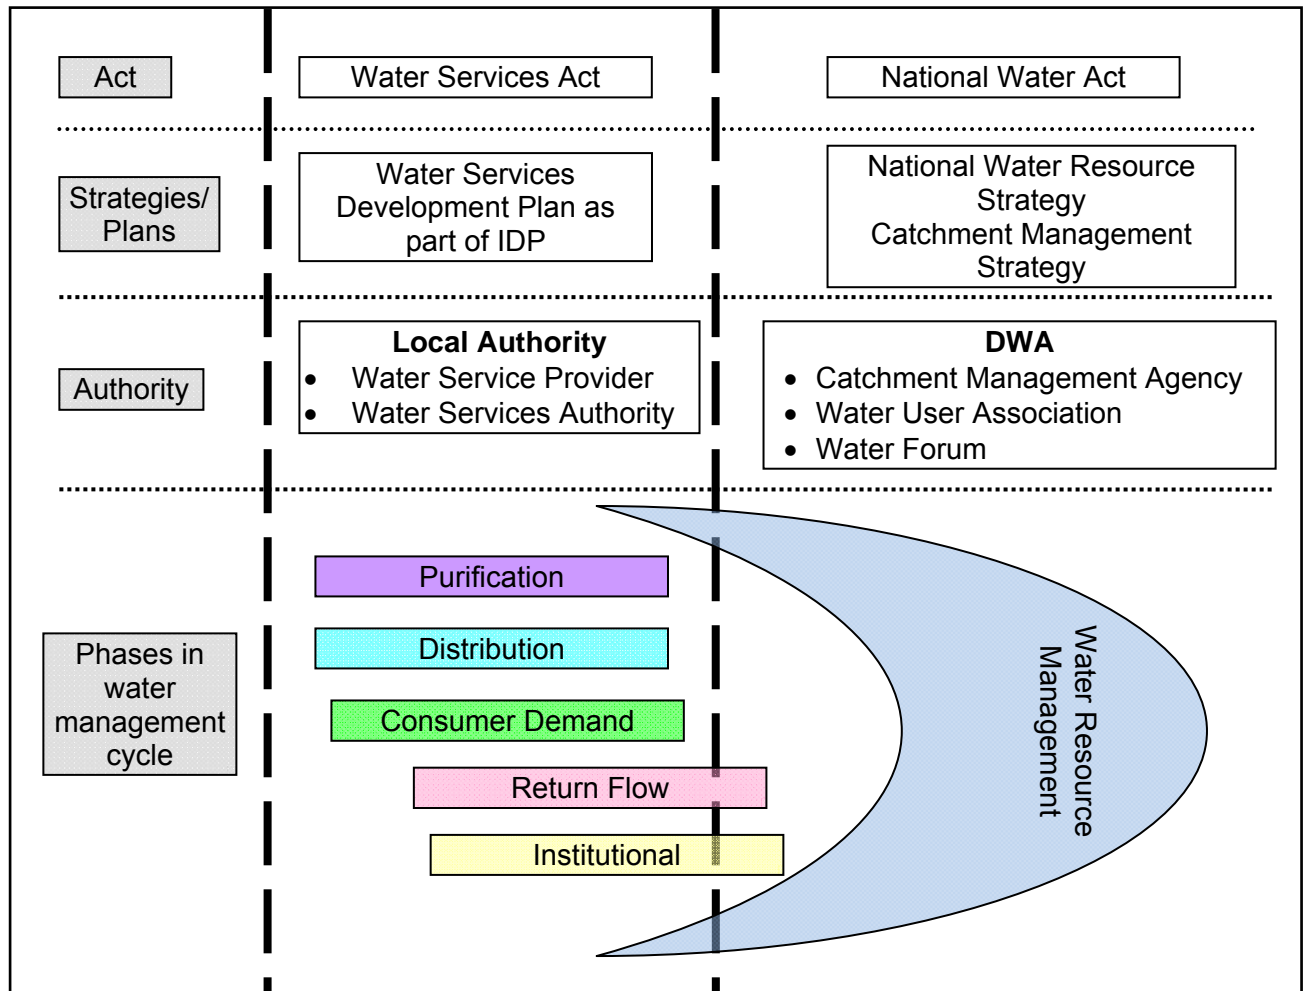 Act
Water Services Act
National Water Act
Strategies/
Plans
Water Services
Development Plan as
part of IDP
National Water Resource
Strategy
Catchment Management
Strategy
Authority
Local Authority
• Water Service Provider
• Water Services Authority
DWA
• Catchment Management Agency
• Water User Association
• Water Forum
Phases in
water
management
cycle
Purification
Distribution
Consumer Demand
Return Flow
Institutional
Water Resource
Management